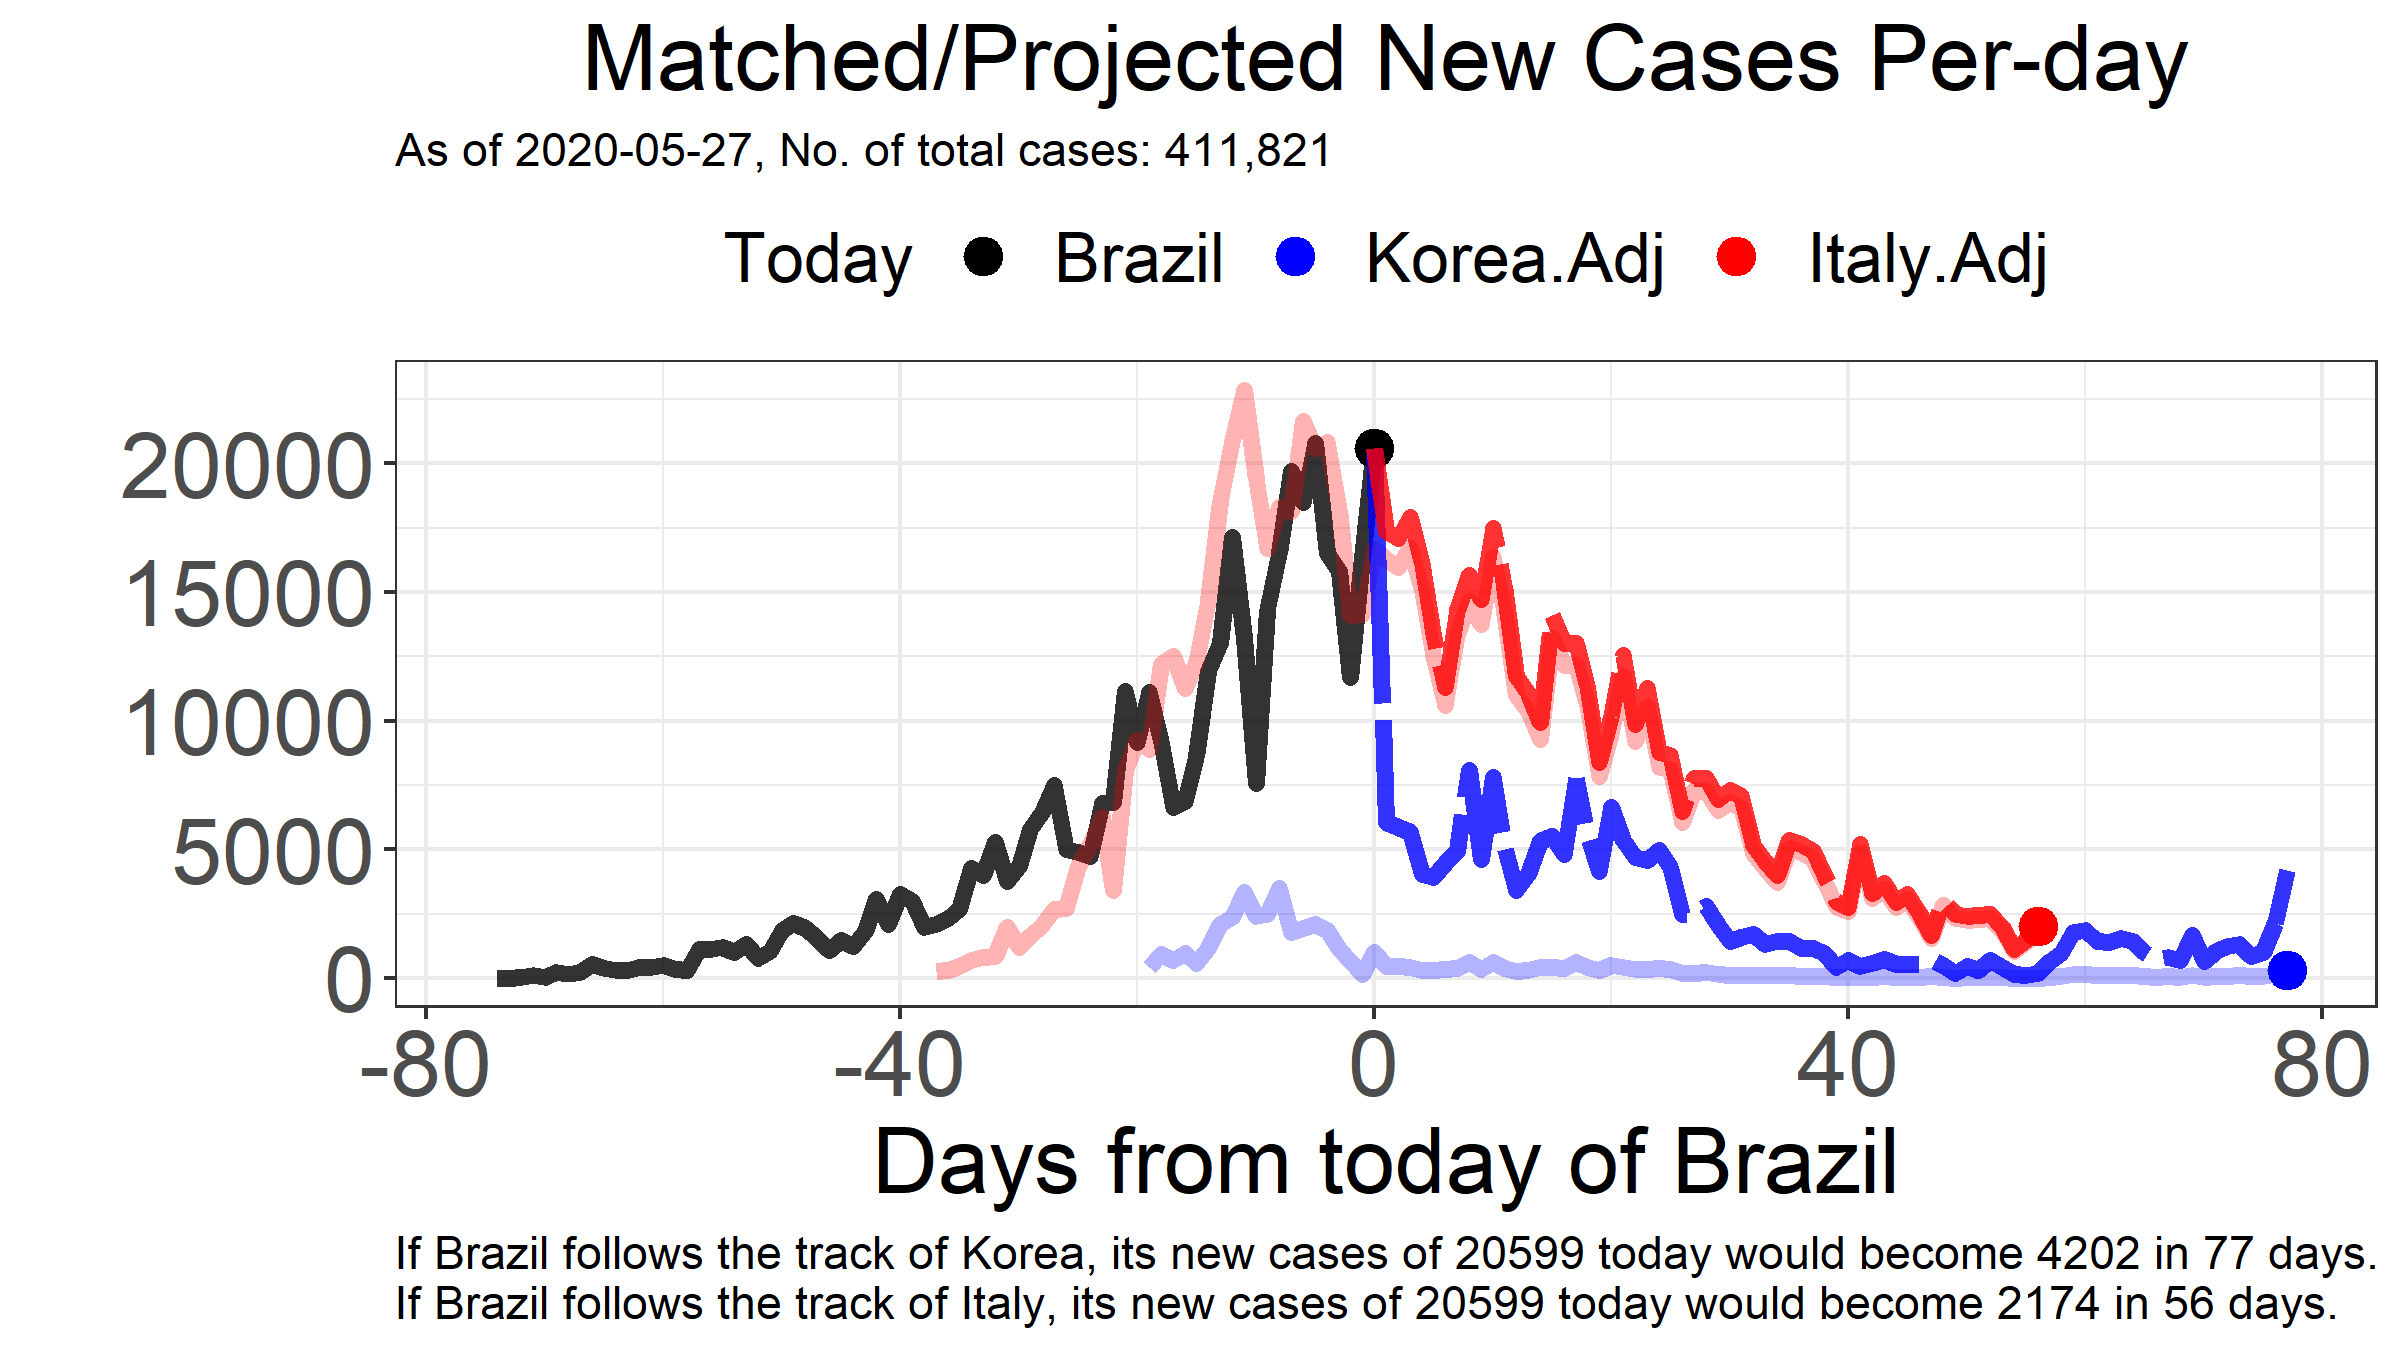 Matched/Projected New Cases Per-day
As of 2020-05-27, No. of total cases: 411,821
Today Brazil Korea.Adj Italy.Adj
20000
15000
10000
5000
0
-80 -40 0 40 80
Days from today of Brazil
If Brazil follows the track of Korea, its new cases of 20599 today would become 4202 in 77 days.
If Brazil follows the track of Italy, its new cases of 20599 today would become 2174 in 56 days.